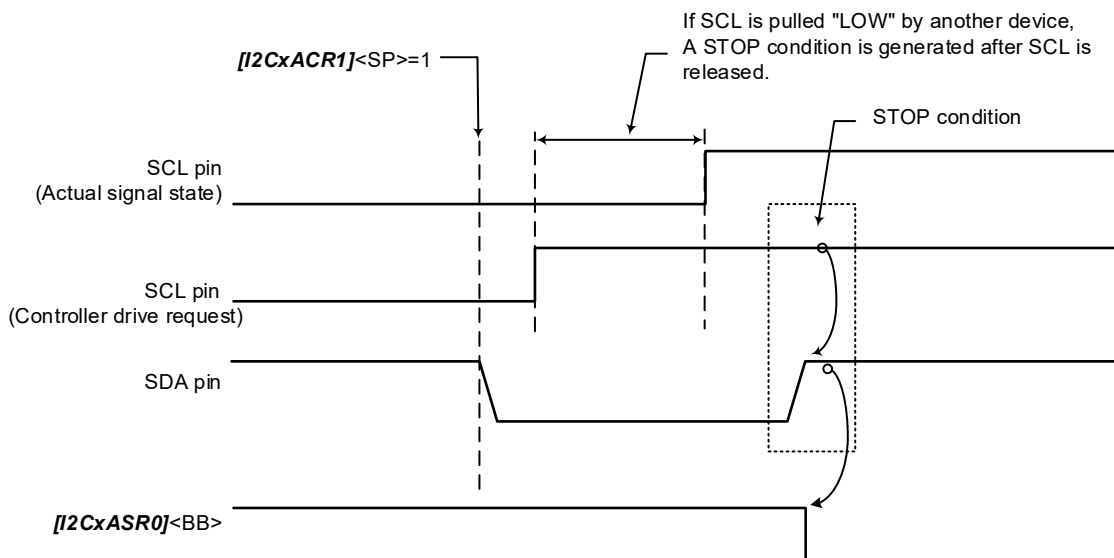 If SCL is pulled "LOW" by another device,
A STOP condition is generated after SCL is
released.
[I2CxACR1]<SP>=1
STOP condition
SCL pin
(Actual signal state)
SCL pin
(Controller drive request)
SDA pin
[I2CxASR0]<BB>